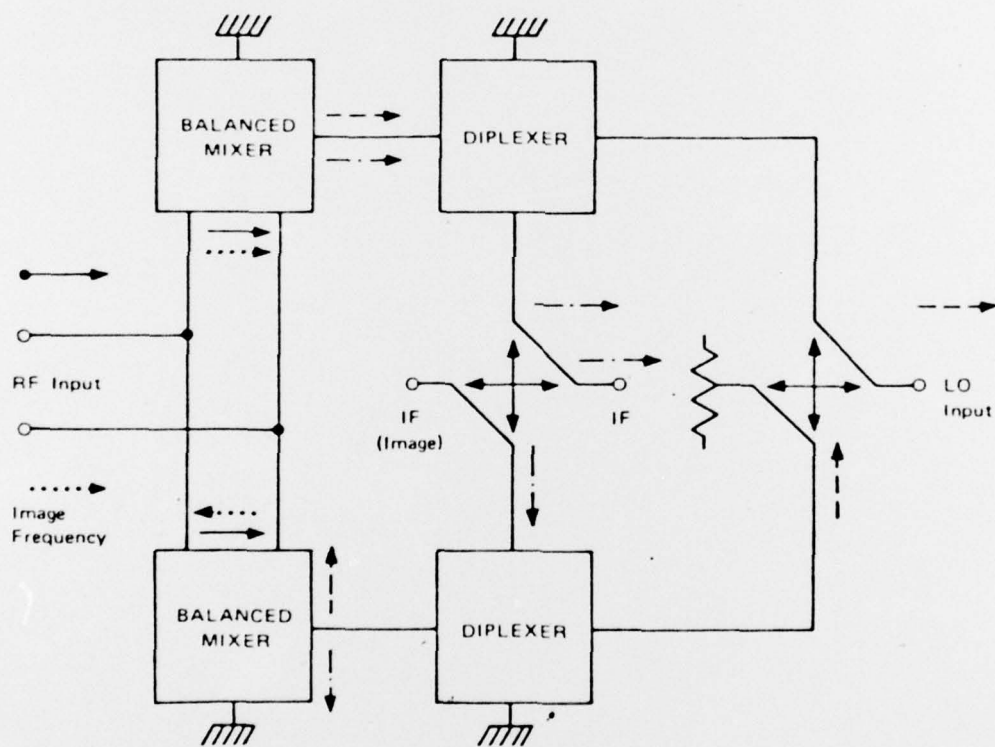 BALANCED
MIXER
DIPLEXER
RF Input
IF
(Image)
IF
LO
Input
Image
Frequency
BALANCED
MIXER
DIPLEXER